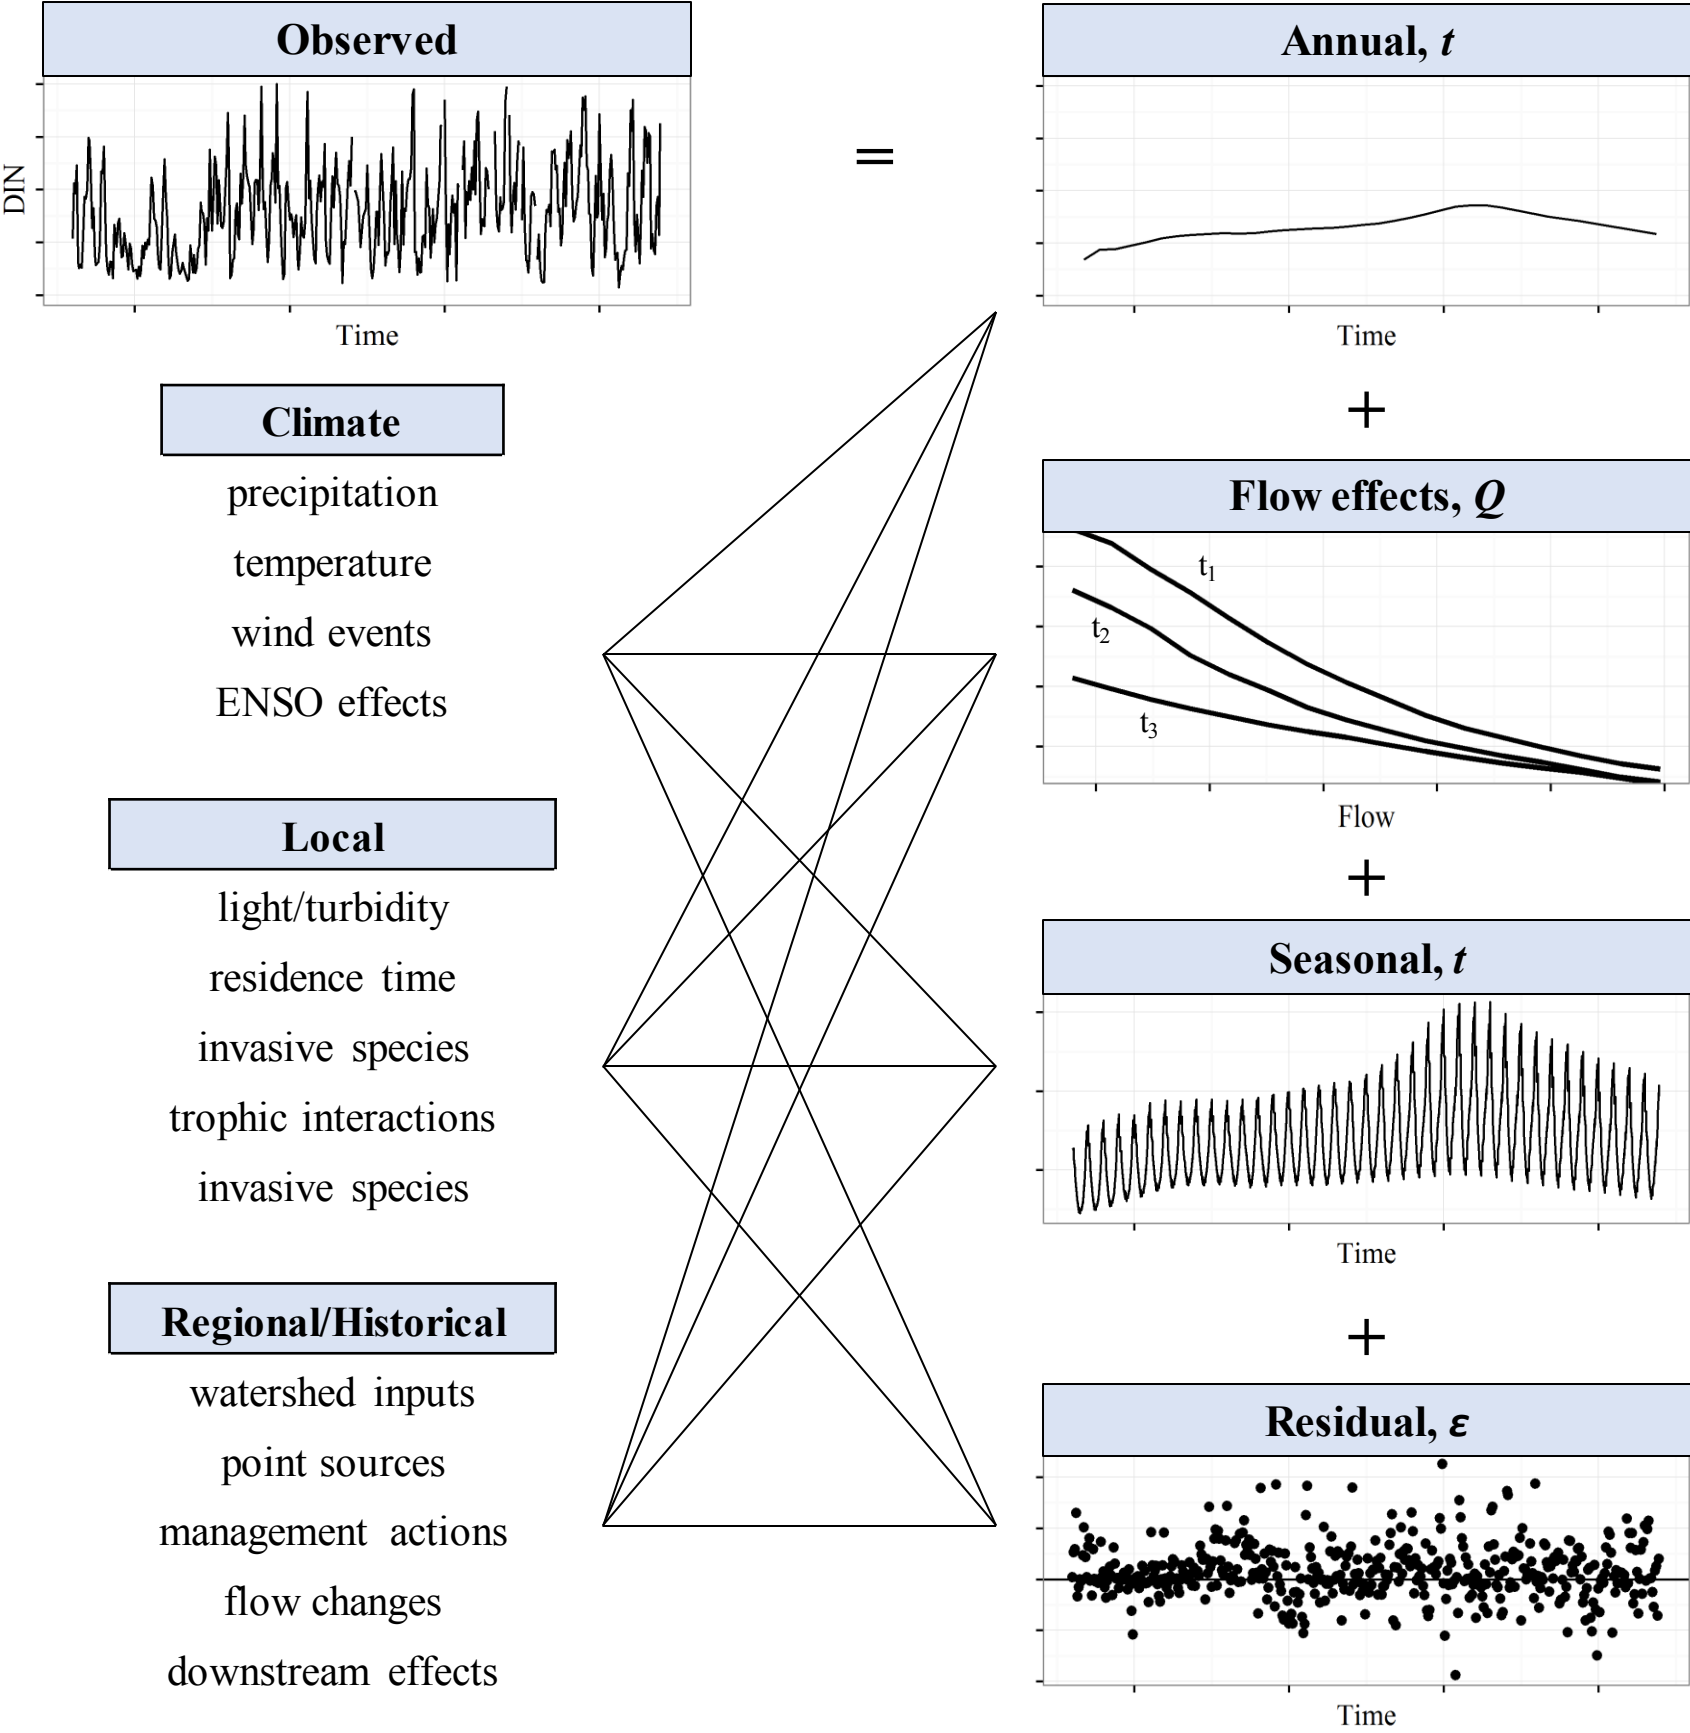 Observed
DIN
Time
Climate
precipitation
temperature
wind events
ENSO effects
Local
light/turbidity
residence time
invasive species
trophic interactions
invasive species
Regional/Historical
watershed inputs
point sources
management actions
flow changes
downstream effects
=
Annual, t
Time
+
Flow effects, Q
t₁
t₂
t₃
Flow
+
Seasonal, t
Time
+
Residual, ε
Time